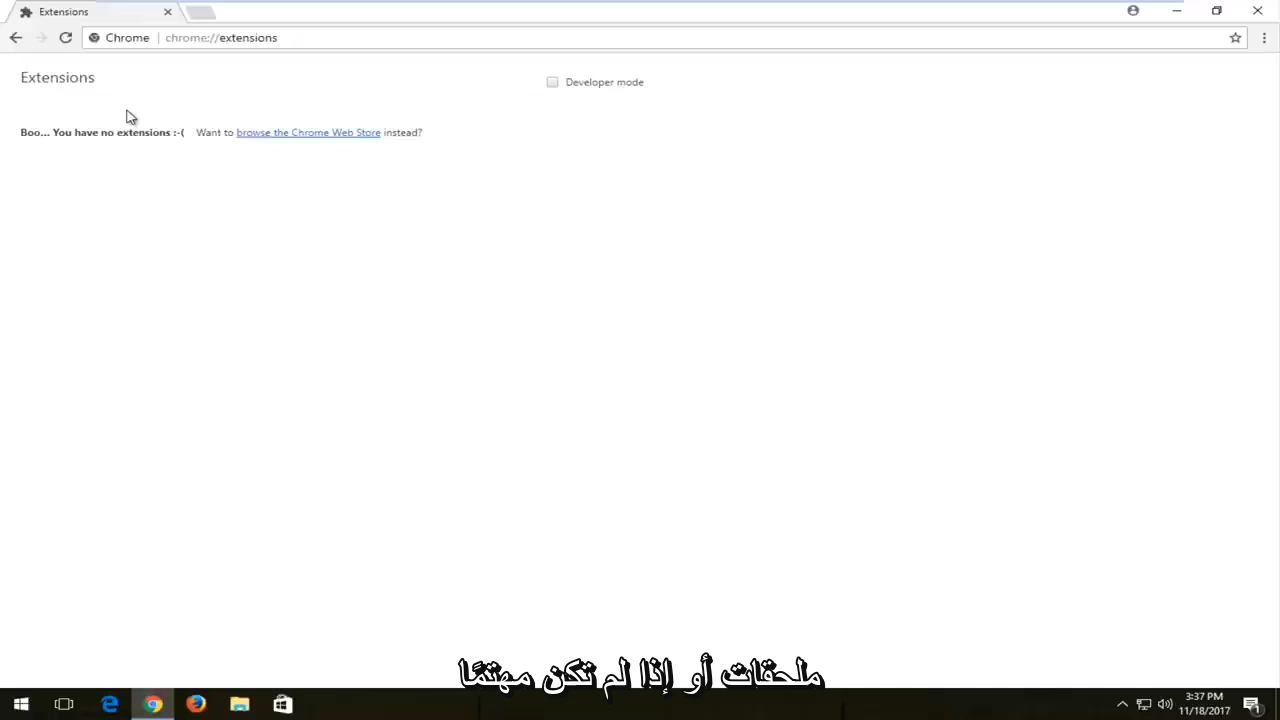 Extensions
Chrome | chrome://extensions
Extensions
Developer mode
Boo... You have no extensions :-( Want to browse the Chrome Web Store instead?
ملحقات أو إذا لم تكن مهتمًا
3:37 PM
11/18/2017
1